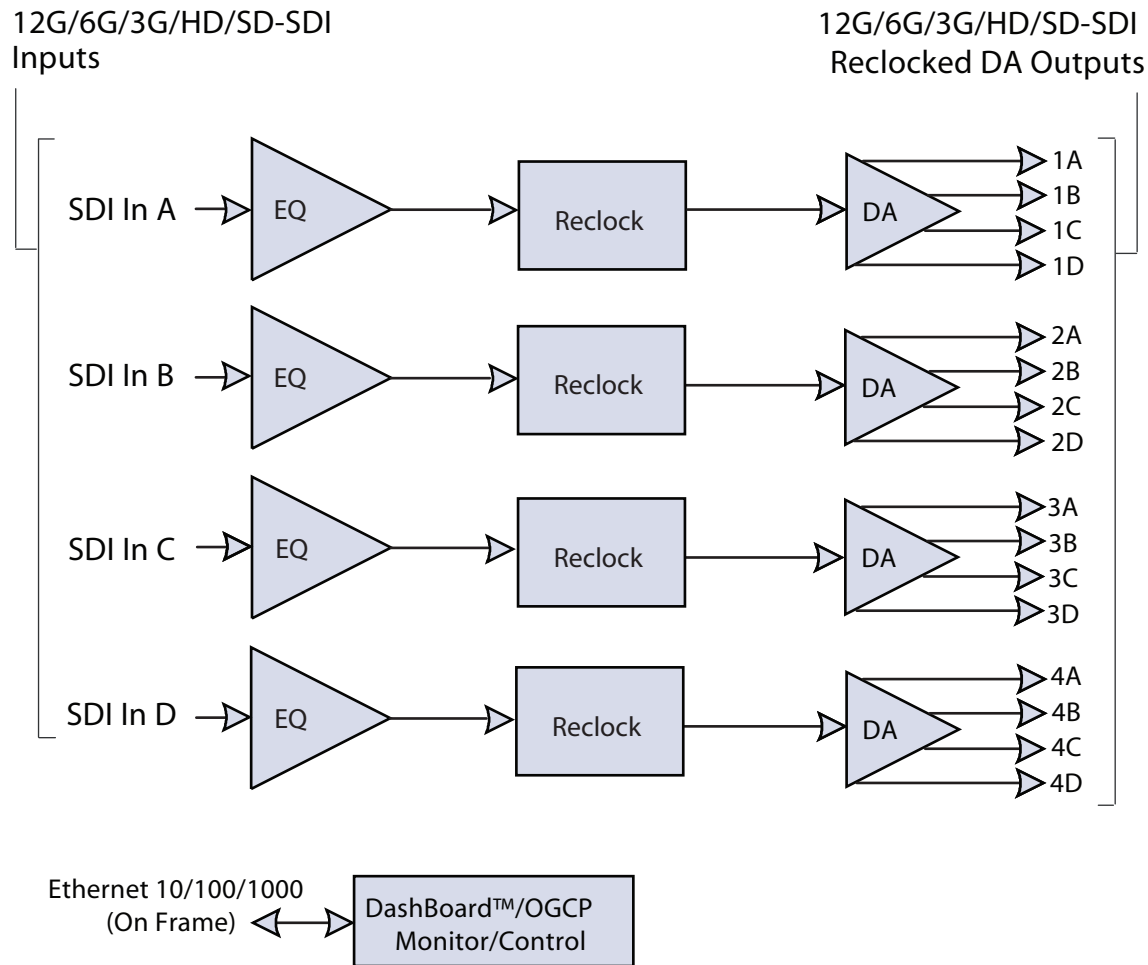 12G/6G/3G/HD/SD-SDI
Inputs
12G/6G/3G/HD/SD-SDI
Reclocked DA Outputs
SDI In A
EQ
Reclock
DA
1A
1B
1C
1D
SDI In B
EQ
Reclock
DA
2A
2B
2C
2D
SDI In C
EQ
Reclock
DA
3A
3B
3C
3D
SDI In D
EQ
Reclock
DA
4A
4B
4C
4D
Ethernet 10/100/1000
(On Frame)
DashBoard™/OGCP
Monitor/Control